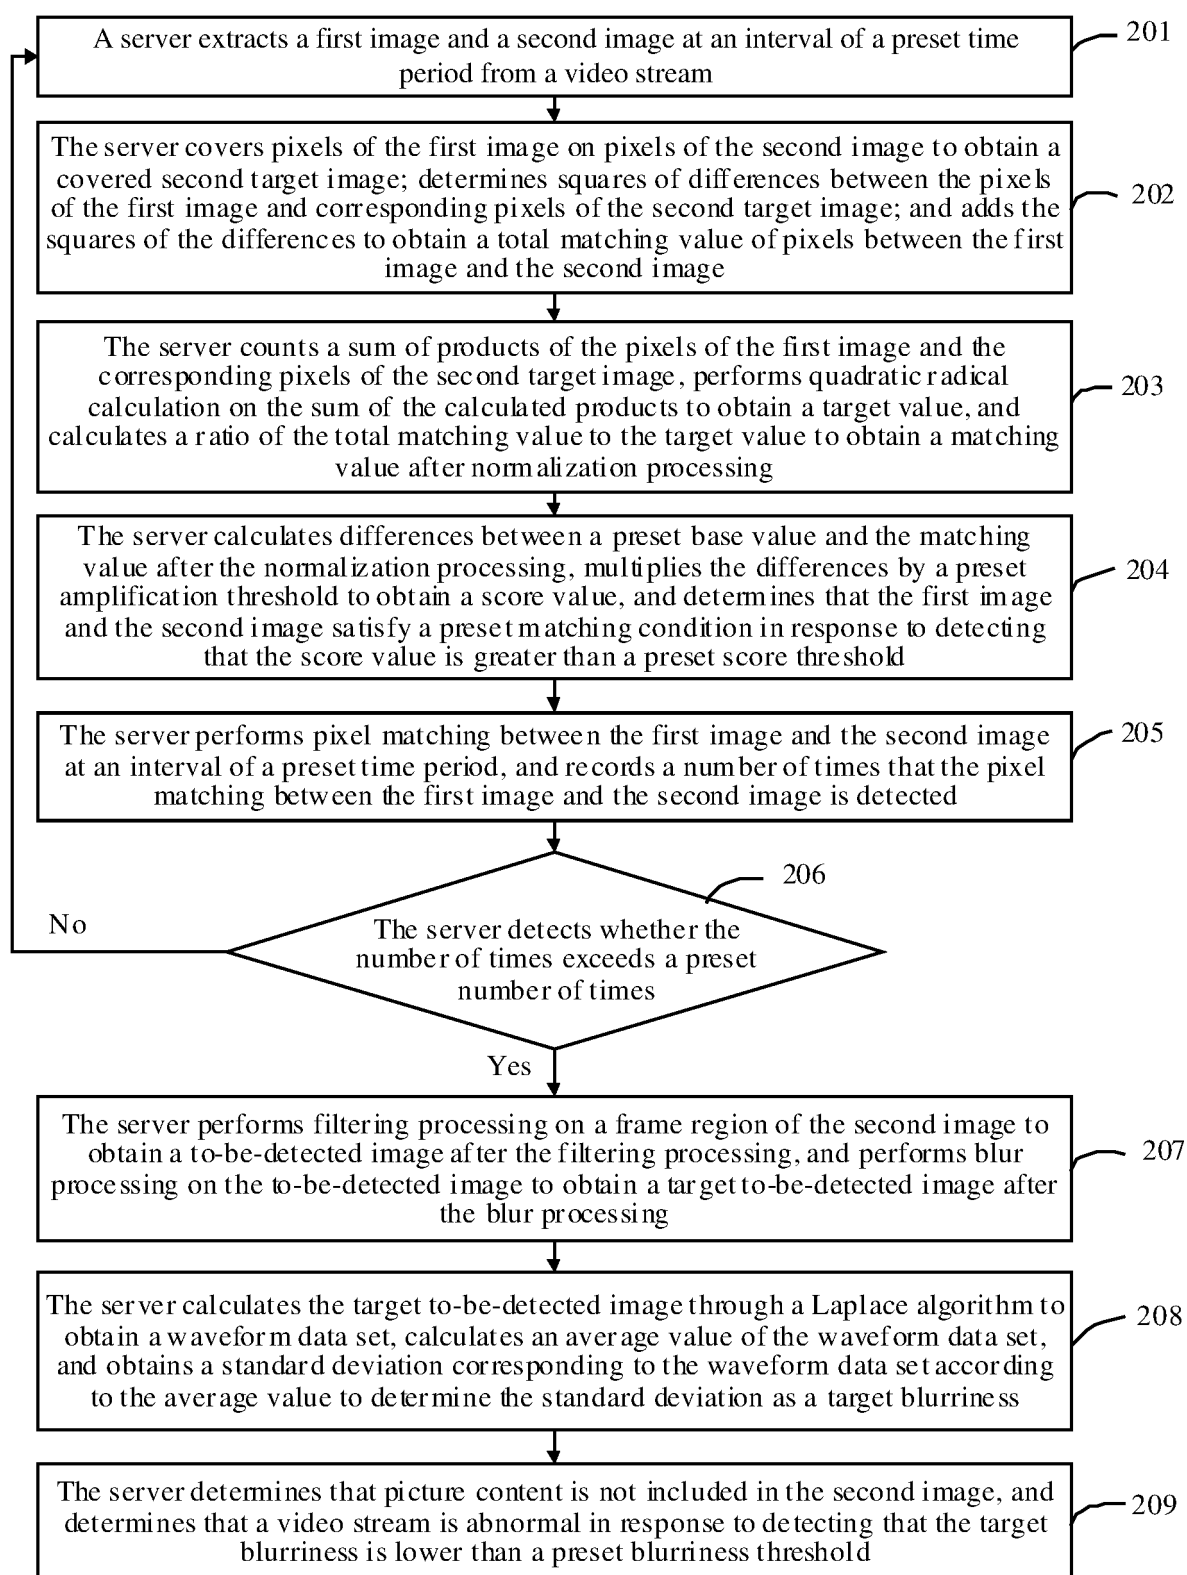 A server extracts a first image and a second image at an interval of a preset time
period from a video stream
201
The server covers pixels of the first image on pixels of the second image to obtain a
covered second target image; determines squares of differences between the pixels
of the first image and corresponding pixels of the second target image; and adds the
squares of the differences to obtain a total matching value of pixels between the first
image and the second image
202
The server counts a sum of products of the pixels of the first image and the
corresponding pixels of the second target image, performs quadratic radical
calculation on the sum of the calculated products to obtain a target value, and
calculates a ratio of the total matching value to the target value to obtain a matching
value after normalization processing
203
The server calculates differences between a preset base value and the matching
value after the normalization processing, multiplies the differences by a preset
amplification threshold to obtain a score value, and determines that the first image
and the second image satisfy a preset matching condition in response to detecting
that the score value is greater than a preset score threshold
204
The server performs pixel matching between the first image and the second image
at an interval of a preset time period, and records a number of times that the pixel
matching between the first image and the second image is detected
205
206
No
The server detects whether the
number of times exceeds a preset
number of times
Yes
The server performs filtering processing on a frame region of the second image to
obtain a to-be-detected image after the filtering processing, and performs blur
processing on the to-be-detected image to obtain a target to-be-detected image after
the blur processing
207
The server calculates the target to-be-detected image through a Laplace algorithm to
obtain a waveform data set, calculates an average value of the waveform data set,
and obtains a standard deviation corresponding to the waveform data set according
to the average value to determine the standard deviation as a target blurriness
208
The server determines that picture content is not included in the second image, and
determines that a video stream is abnormal in response to detecting that the target
blurriness is lower than a preset blurriness threshold
209